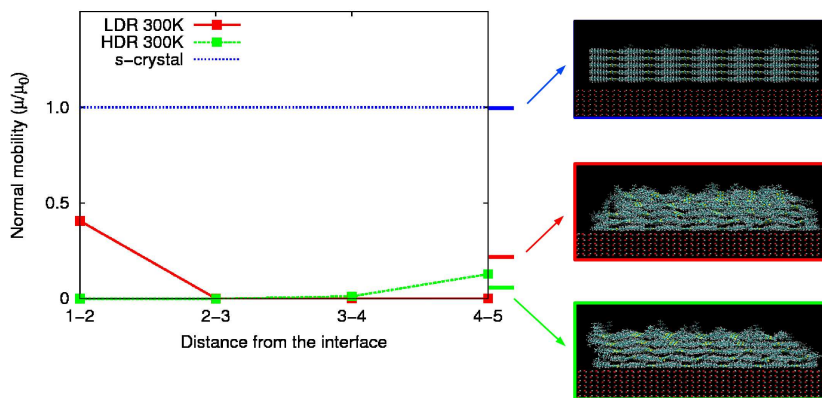 LDR 300K
HDR 300K
s-crystal
Normal mobility (μ/μ0)
1.0
0.5
0
1-2
2-3
3-4
4-5
Distance from the interface